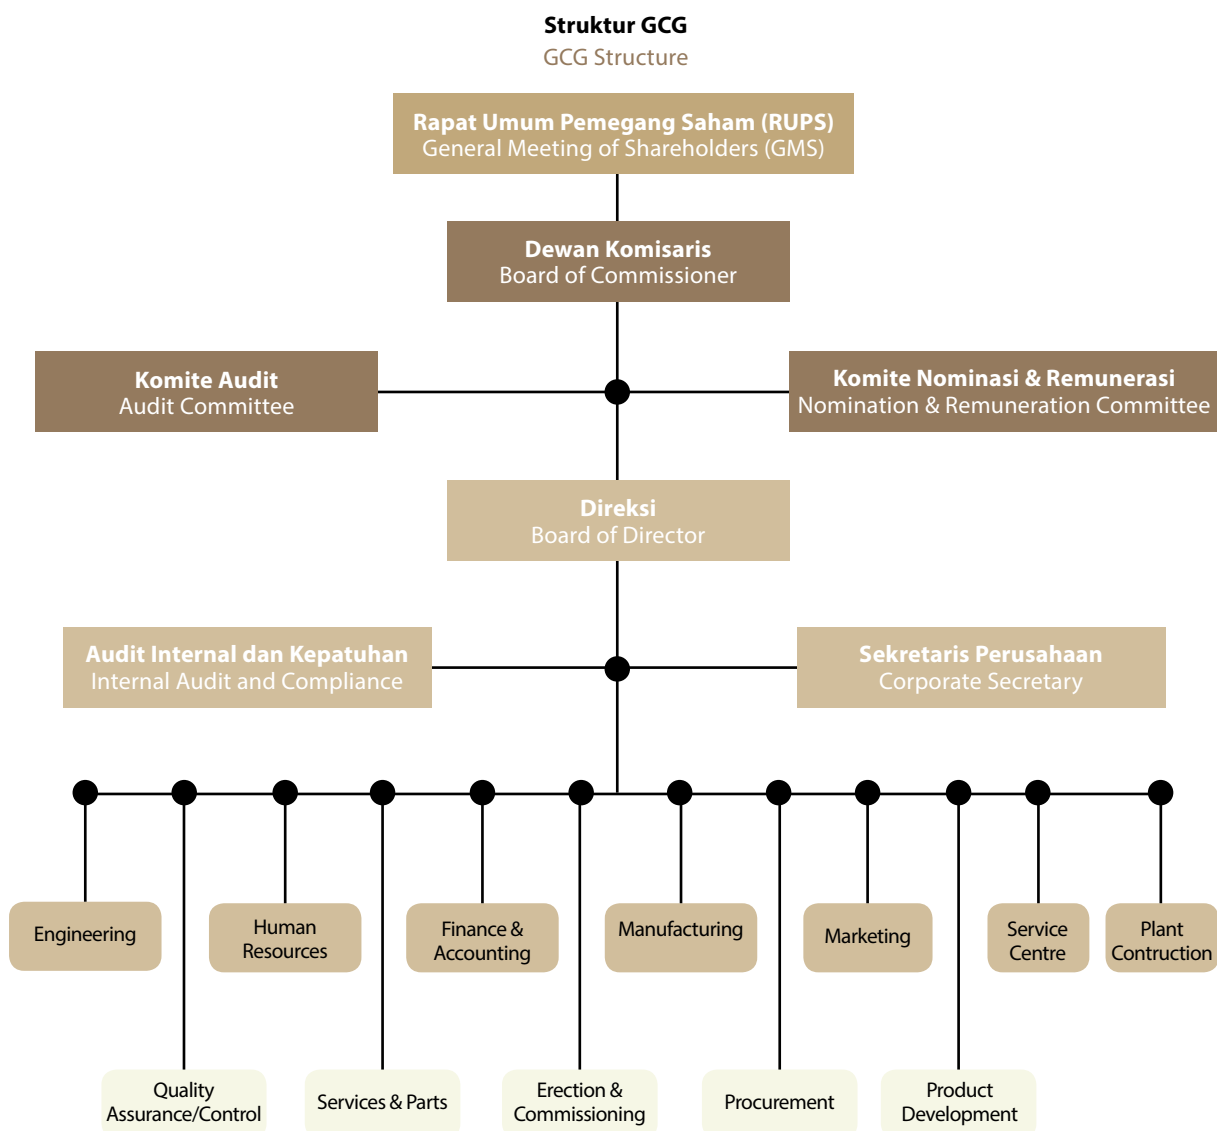 Struktur GCG
GCG Structure
Rapat Umum Pemegang Saham (RUPS)
General Meeting of Shareholders (GMS)
Dewan Komisaris
Board of Commissioner
Komite Audit
Audit Committee
Komite Nominasi & Remunerasi
Nomination & Remuneration Committee
Direksi
Board of Director
Audit Internal dan Kepatuhan
Internal Audit and Compliance
Sekretaris Perusahaan
Corporate Secretary
Engineering
Human
Resources
Finance &
Accounting
Manufacturing
Marketing
Service
Centre
Plant
Contruction
Quality
Assurance/Control
Services & Parts
Erection &
Commissioning
Procurement
Product
Development